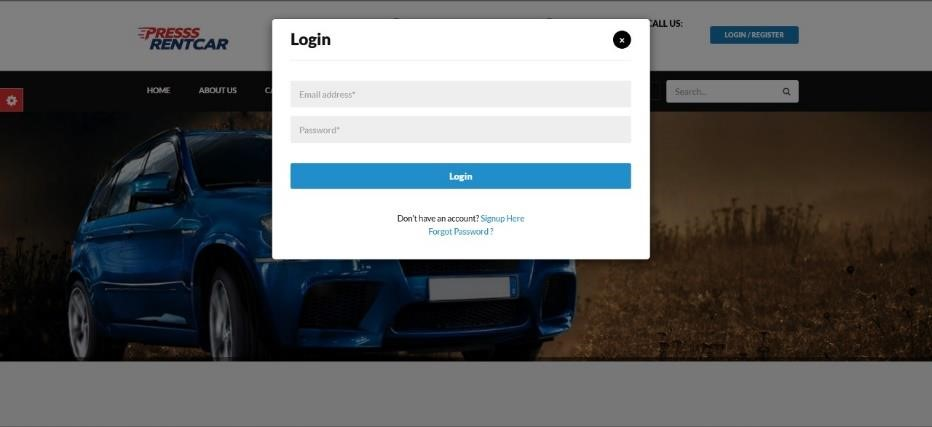 PRESSS
RENTCAR
CALL US:
LOGIN / REGISTER
HOME
ABOUT US
Search...
Login
×
Email address*
Password*
Login
Don't have an account? Signup Here
Forgot Password ?